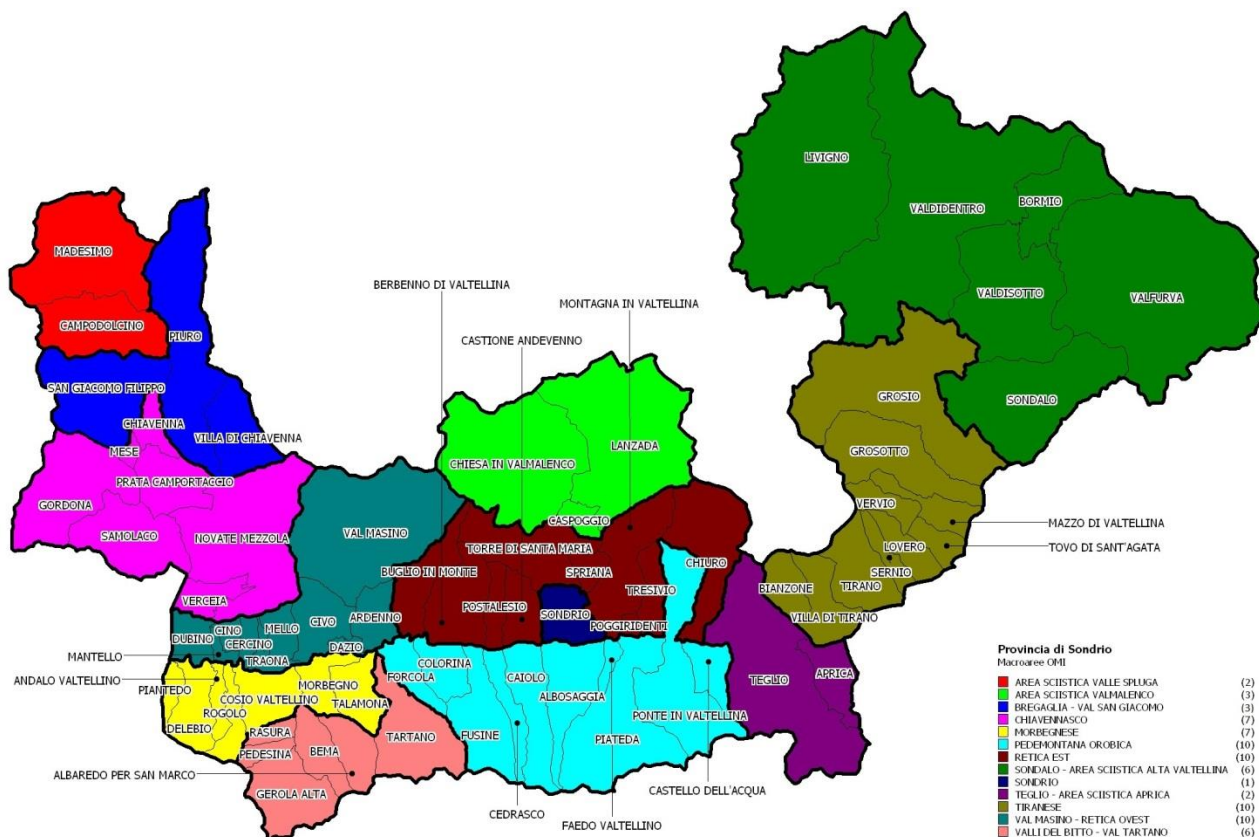 LIVIGNO
BORMIO
VALDIDENTRO
MADESIMO
BERBENNO DI VALTELLINA
MONTAGNA IN VALTELLINA
VALDISOTTO
VALFURVA
CAMPODOLCINO
PIURO
CASTIONE ANDEVENNO
SAN GIACOMO FILIPPO
GROSIO
SONDALO
CHIAVENNA
VILLA DI CHIAVENNA
LANZADA
MESE
GROSOTTO
CHIESA IN VALMALENCO
PRATA CAMPORTACCIO
GORDONA
VERVIO
CASPOGGIO
MAZZO DI VALTELLINA
SAMOLACO
NOVATE MEZZOLA
VAL MASINO
TORRE DI SANTA MARIA
LOVERO
TOVO DI SANT'AGATA
CHIURO
BUGLIO IN MONTE
SPRIANA
SERNIO
TRESIVIO
BIANZONE
TIRANO
VERCEIA
POSTALESIO
SONDRIO
ARDENNO
VILLA DI TIRANO
POGGIRIDENTI
CIVO
MELLO
CINO
DUBINO
CERCINO
DAZIO
MANTELLO
TRAONA
COLORINA
FORCOLA
CAIOLO
TEGLIO
APRICA
ANDALO VALTELLINO
PIANTEDO
MORBEGNO
COSIO VALTELLINO
ALBOSAGGIA
TALAMONA
ROGOLO
PONTE IN VALTELLINA
DELEBIO
RASURA
FUSINE
TARTANO
PIATEDA
BEMA
PEDESINA
ALBAREDO PER SAN MARCO
GEROLA ALTA
CASTELLO DELL'ACQUA
CEDRASCO
FAEDO VALTELLINO
Provincia di Sondrio
Macroaree OMI
AREA SCIISTICA VALLE SPLUGA (2)
AREA SCIISTICA VALMALENCO (3)
BREGAGLIA - VAL SAN GIACOMO (3)
CHIAVENNASCO (7)
MORBEGNESE (7)
PEDEMONTANA OROBICA (10)
RETICA EST (10)
SONDALO - AREA SCIISTICA ALTA VALTELLINA (6)
SONDRIO (1)
TEGLIO - AREA SCIISTICA APRICA (2)
TIRANESE (10)
VAL MASINO - RETICA OVEST (10)
VALLI DEL BITTO - VAL TARTANO (6)